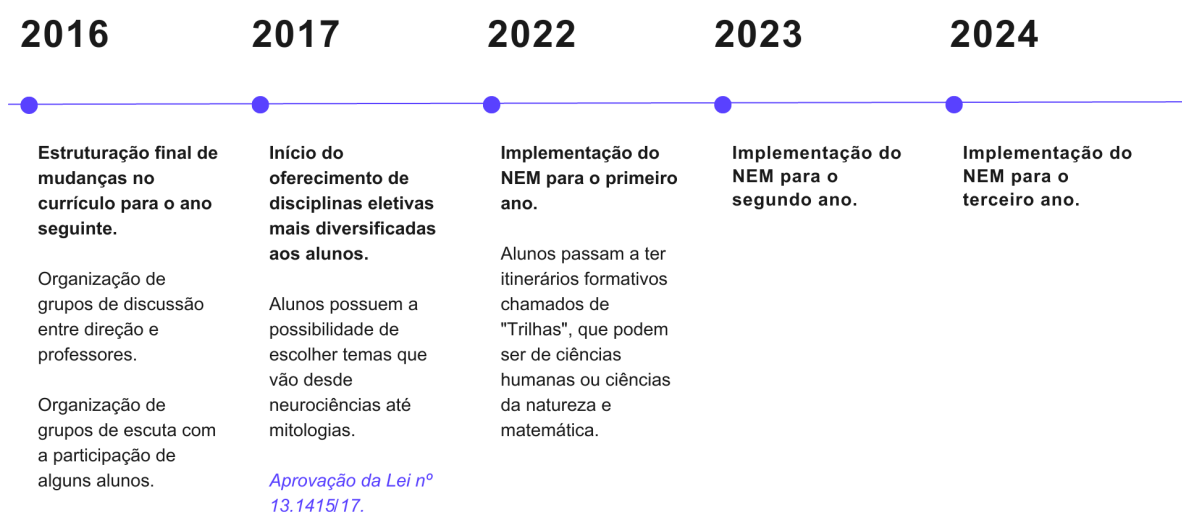 2016
Estruturação final de
mudanças no
currículo para o ano
seguinte.
Organização de
grupos de discussão
entre direção e
professores.
Organização de
grupos de escuta com
a participação de
alguns alunos.
2017
Início do
oferecimento de
disciplinas eletivas
mais diversificadas
aos alunos.
Alunos possuem a
possibilidade de
escolher temas que
vão desde
neurociências até
mitologias.
Aprovação da Lei nº
13.1415/17.
2022
Implementação do
NEM para o primeiro
ano.
Alunos passam a ter
itinerários formativos
chamados de
"Trilhas", que podem
ser de ciências
humanas ou ciências
da natureza e
matemática.
2023
Implementação do
NEM para o
segundo ano.
2024
Implementação do
NEM para o
terceiro ano.